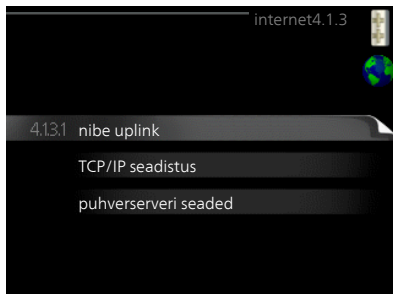 internet4.1.3
4.1.3.1 nibe uplink
TCP/IP seadistus
puhverserveri seaded